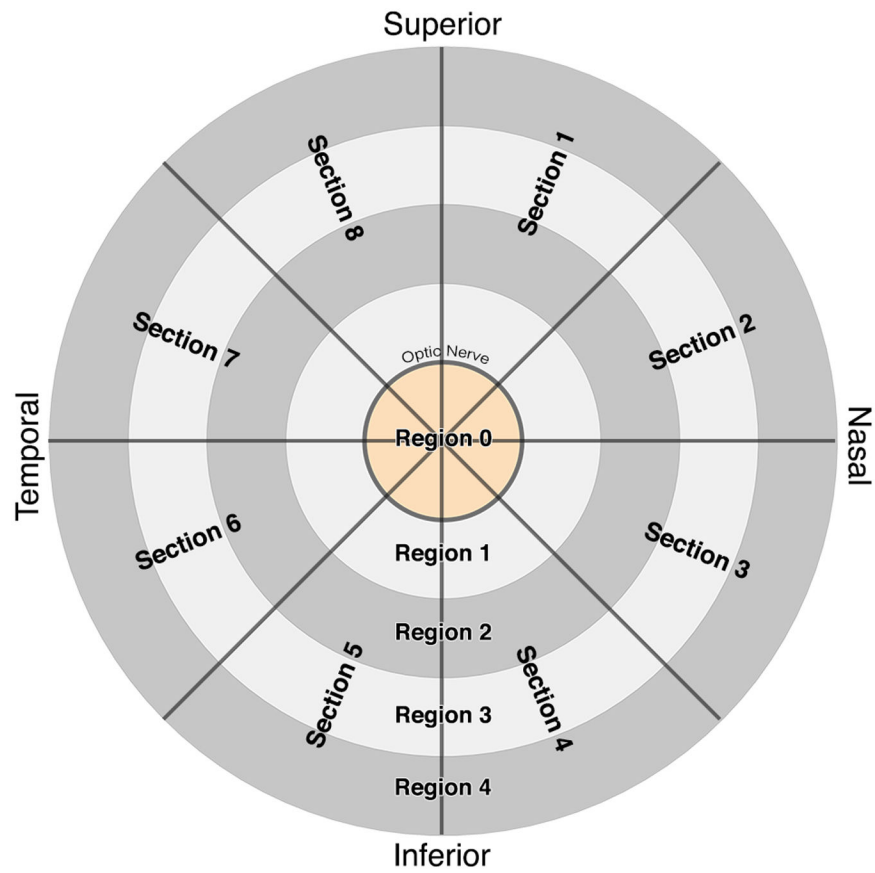 Superior
Section 8
Section 1
Section 7
Section 2
Optic Nerve
Temporal
Region 0
Nasal
Section 6
Section 3
Region 1
Region 2
Section 5
Section 4
Region 3
Region 4
Inferior